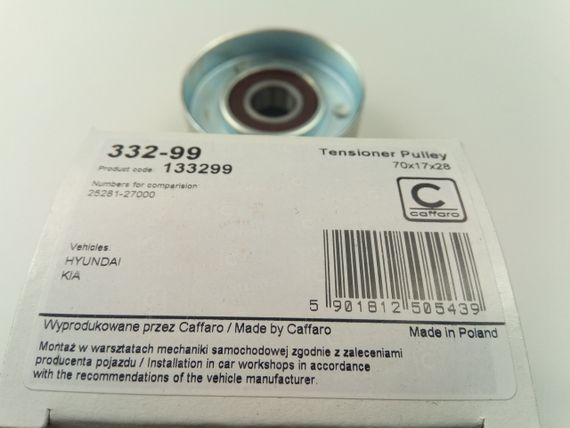 332-99
Tensioner Pulley
70x17x28
Product code: 133299
Numbers for comparision
25281-27000
C
caffaro
Vehicles:
HYUNDAI
KIA
5 901812 505439
Wyprodukowane przez Caffaro / Made by Caffaro
Made in Poland
Montaż w warsztatach mechaniki samochodowej zgodnie z zaleceniami
producenta pojazdu / Installation in car workshops in accordance
with the recommendations of the vehicle manufacturer.